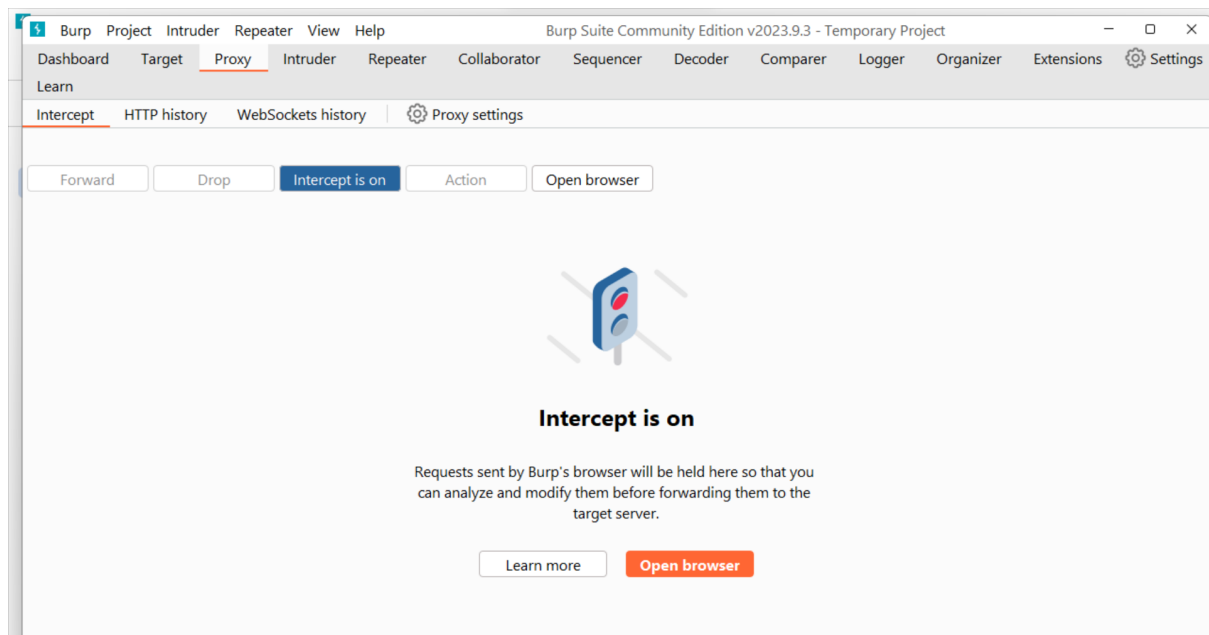 Burp Project Intruder Repeater View Help Burp Suite Community Edition v2023.9.3 - Temporary Project
Dashboard Target Proxy Intruder Repeater Collaborator Sequencer Decoder Comparer Logger Organizer Extensions Settings
Learn
Intercept HTTP history WebSockets history Proxy settings
Forward Drop Intercept is on Action Open browser
Intercept is on
Requests sent by Burp's browser will be held here so that you
can analyze and modify them before forwarding them to the
target server.
Learn more Open browser